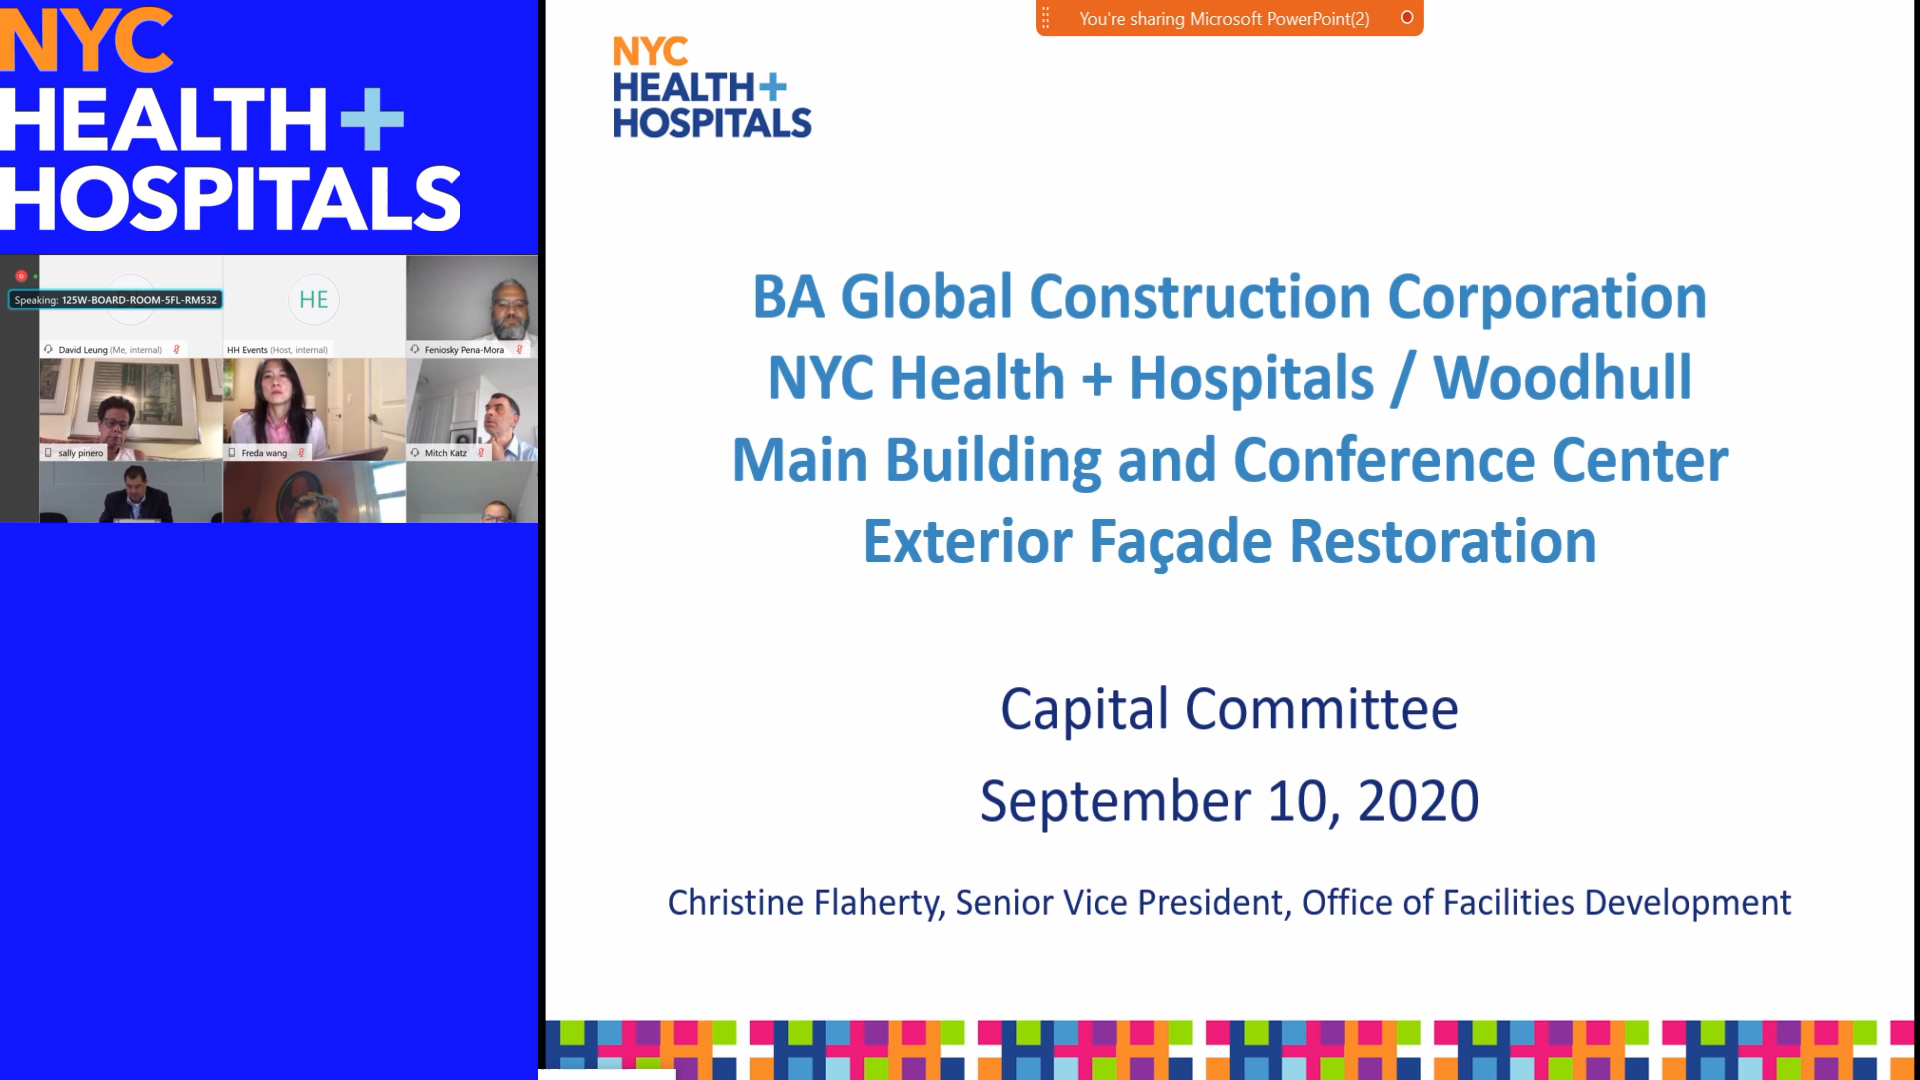 NYC
HEALTH+
HOSPITALS
Speaking: 125W-BOARD-ROOM-5FL-RM532
HE
David Leung (Me, internal)
HH Events (Host, internal)
Feniosky Pena-Mora
sally pinero
Freda wang
Mitch Katz
You're sharing Microsoft PowerPoint(2)
NYC
HEALTH+
HOSPITALS
BA Global Construction Corporation
NYC Health + Hospitals / Woodhull
Main Building and Conference Center
Exterior Façade Restoration
Capital Committee
September 10, 2020
Christine Flaherty, Senior Vice President, Office of Facilities Development